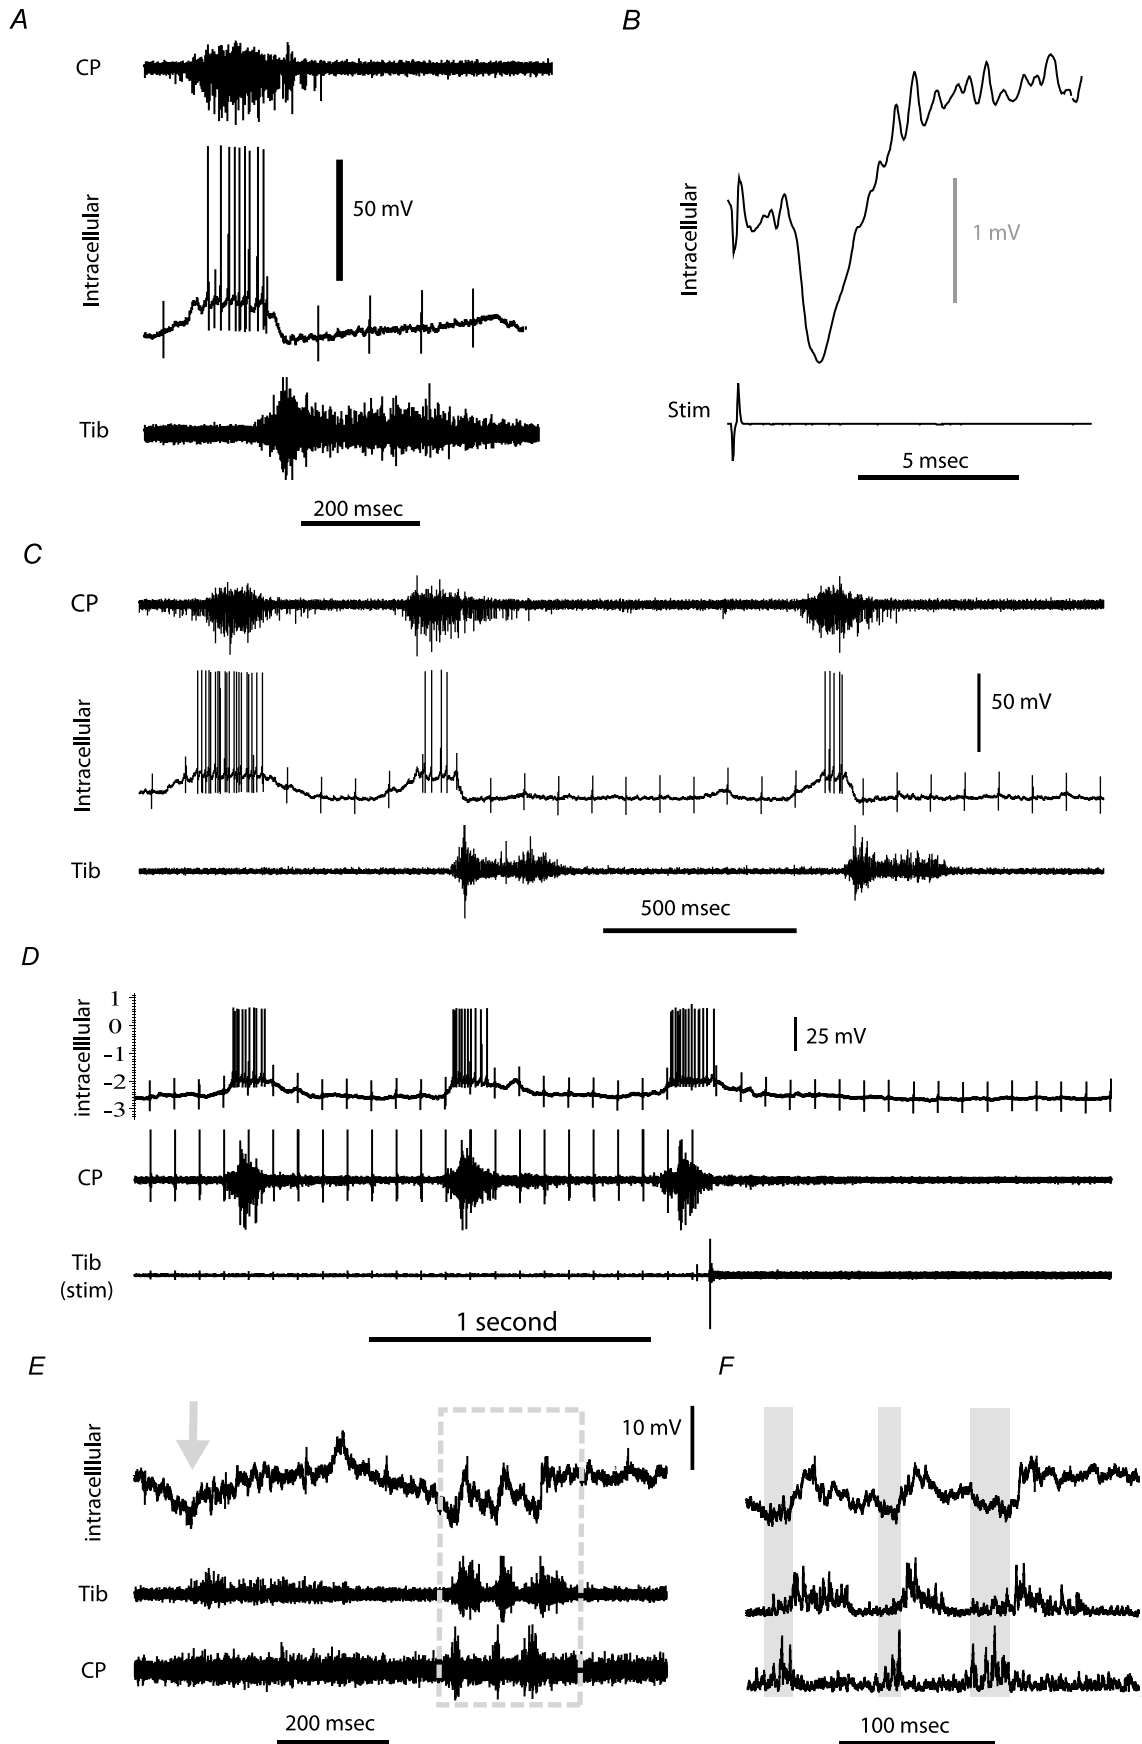 A
B
CP
Intracellular
50 mV
Tib
200 msec
Intracellular
1 mV
Stim
5 msec
C
CP
Intracellular
50 mV
Tib
500 msec
D
intracelllular
1
0
-1
-2
-3
25 mV
CP
Tib
(stim)
1 second
E
F
intracelllular
10 mV
Tib
CP
200 msec
100 msec